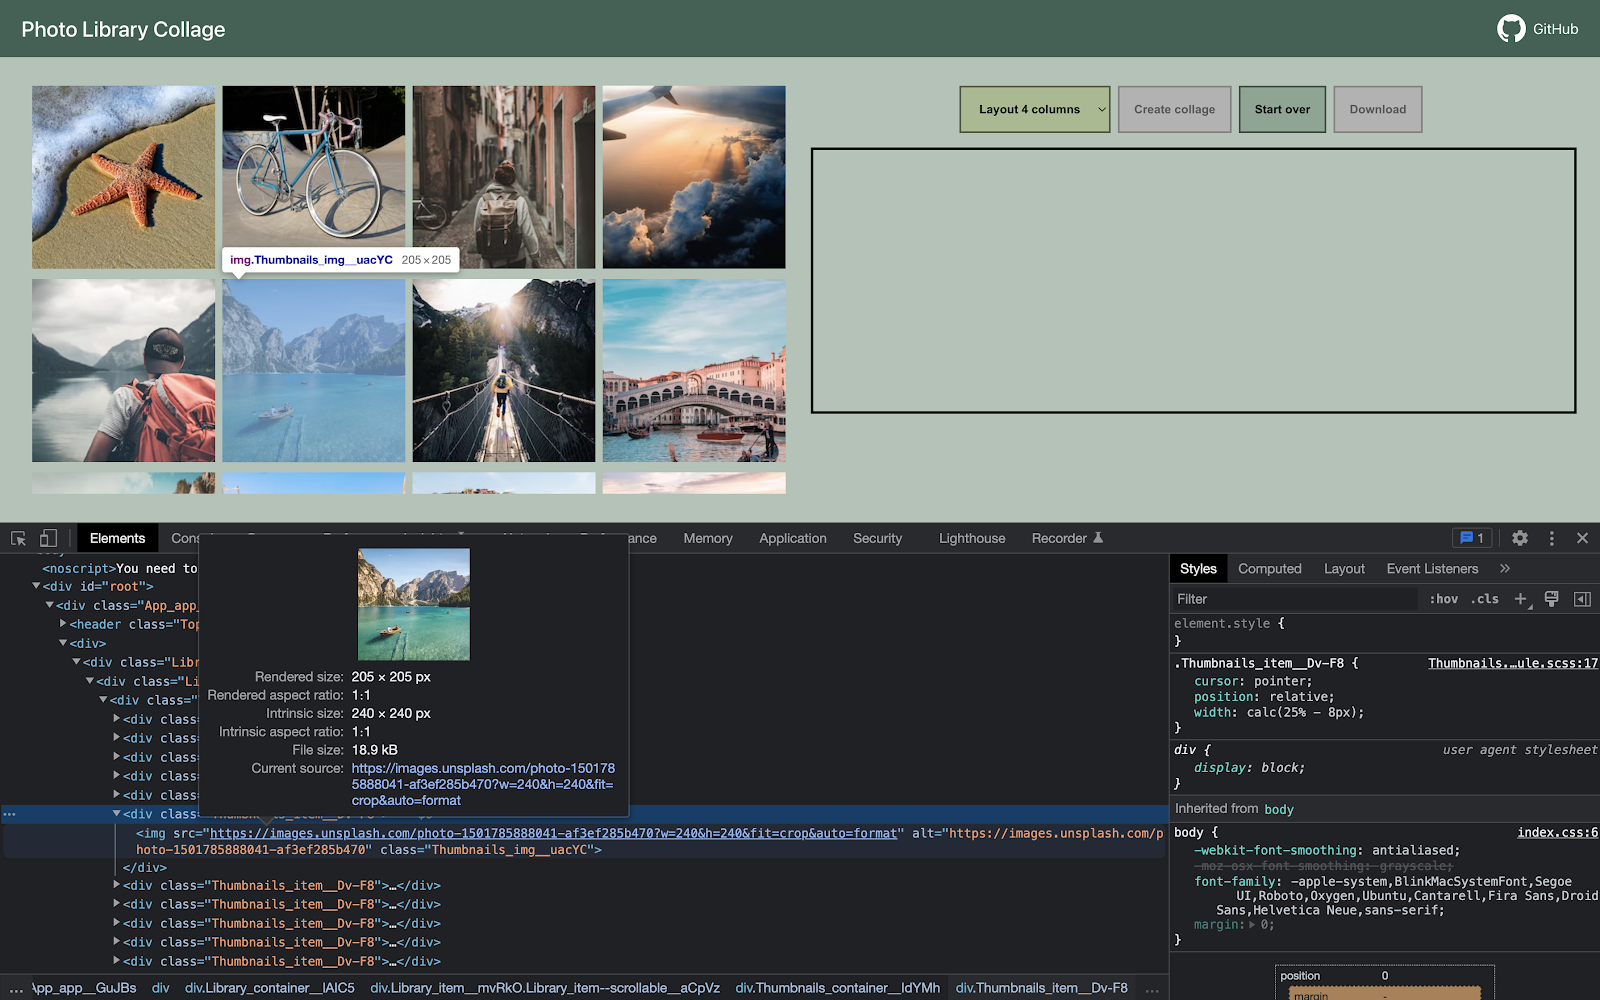 Photo Library Collage
GitHub
Layout 4 columns
Create collage
Start over
Download
img.Thumbnails_img__uacYC 205 × 205
Elements
Memory
Application
Security
Lighthouse
Recorder
1
<noscript>You need to
<div id="root">
<div class="App_app_
<header class="Top
<div>
<div class="Libr
<div class="Li
<div class="
<div class
<div class
<div class
<div class
<div class
<div class
<img src="https://images.unsplash.com/photo-1501785888041-af3ef285b470?w=240&h=240&fit=crop&auto=format" alt="https://images.unsplash.com/p
hoto-1501785888041-af3ef285b470" class="Thumbnails_img__uacYC">
</div>
<div class="Thumbnails_item__Dv-F8">…</div>
<div class="Thumbnails_item__Dv-F8">…</div>
<div class="Thumbnails_item__Dv-F8">…</div>
<div class="Thumbnails_item__Dv-F8">…</div>
<div class="Thumbnails_item__Dv-F8">…</div>
Rendered size: 205 × 205 px
Rendered aspect ratio: 1:1
Intrinsic size: 240 × 240 px
Intrinsic aspect ratio: 1:1
File size: 18.9 kB
Current source: https://images.unsplash.com/photo-150178
5888041-af3ef285b470?w=240&h=240&fit=
crop&auto=format
... App_app__GuJBs div div.Library_container__lAIC5 div.Library_item__mvRkO.Library_item--scrollable__aCpVz div.Thumbnails_container__IdYMh div.Thumbnails_item__Dv-F8 ...
Styles
Computed
Layout
Event Listeners
»
Filter
:hov .cls +
element.style {
}
.Thumbnails_item__Dv-F8 { Thumbnails.…ule.scss:17
cursor: pointer;
position: relative;
width: calc(25% - 8px);
}
div { user agent stylesheet
display: block;
}
Inherited from body
body { index.css:6
-webkit-font-smoothing: antialiased;
-moz-osx-font-smoothing: grayscale;
font-family: -apple-system,BlinkMacSystemFont,Segoe
UI,Roboto,Oxygen,Ubuntu,Cantarell,Fira Sans,Droid
Sans,Helvetica Neue,sans-serif;
margin: 0;
}
position 0
margin -